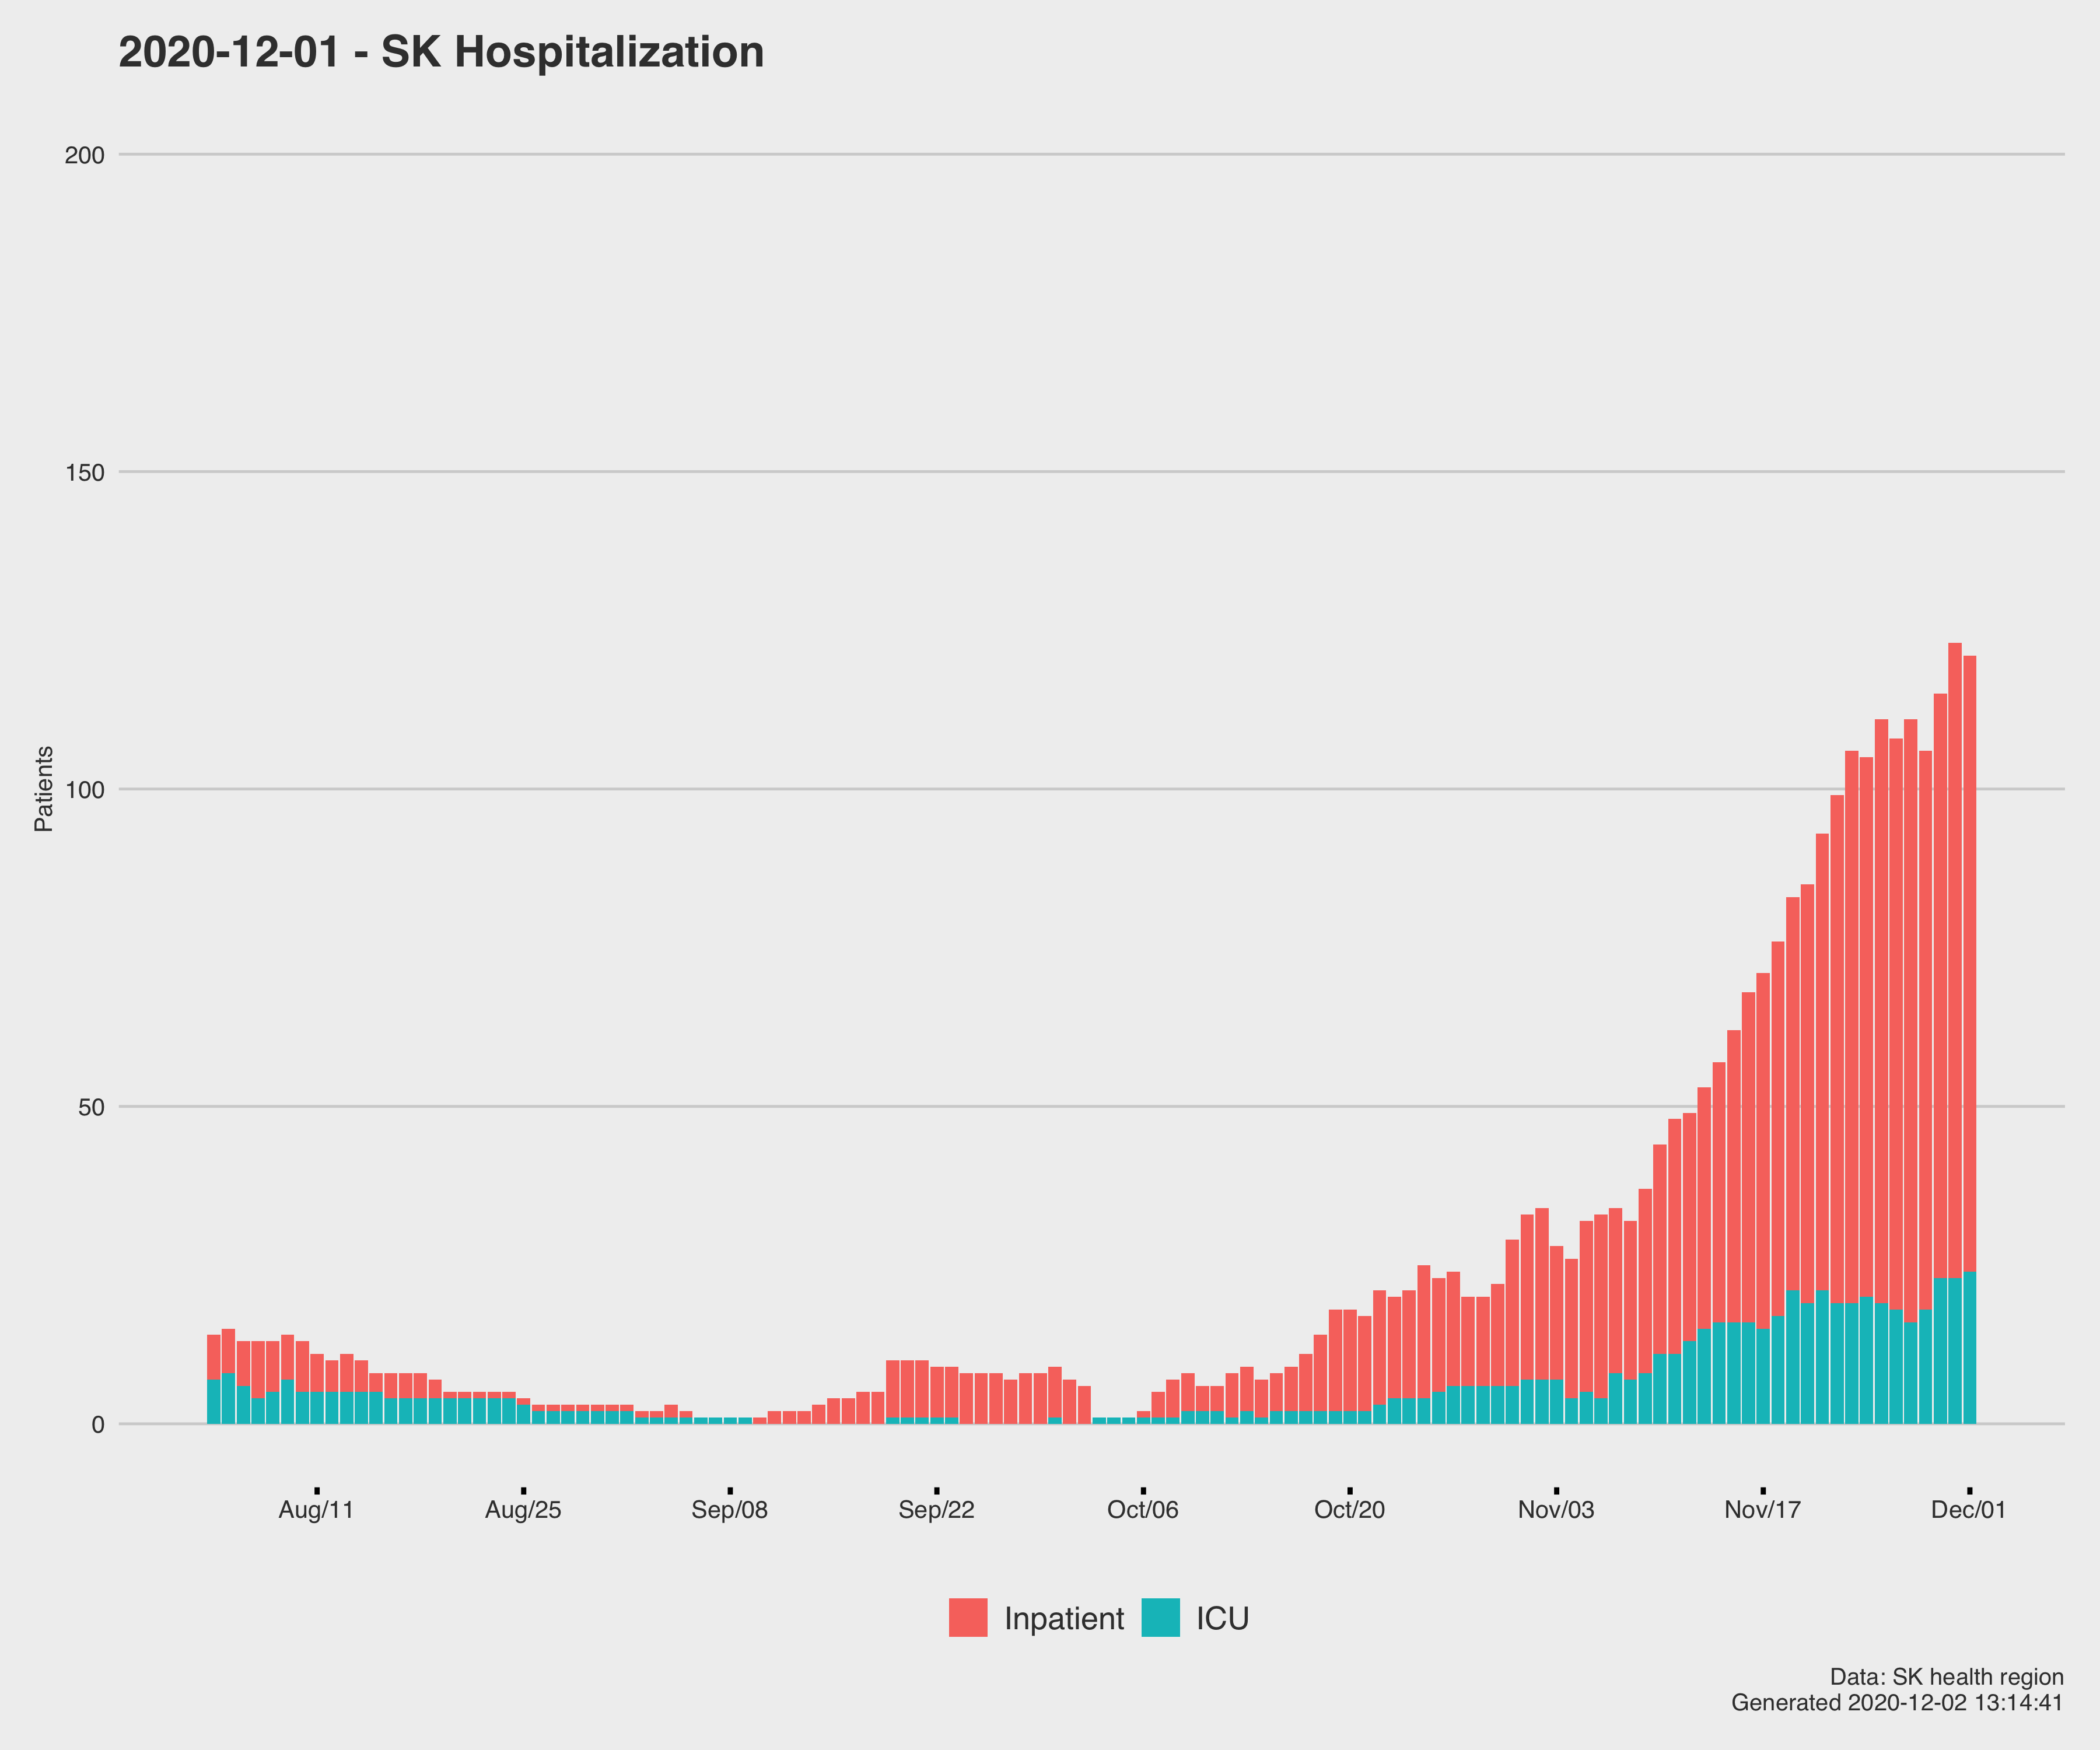 2020-12-01 - SK Hospitalization
200
150
100
50
0
Patients
Aug/11
Aug/25
Sep/08
Sep/22
Oct/06
Oct/20
Nov/03
Nov/17
Dec/01
Inpatient
ICU
Data: SK health region
Generated 2020-12-02 13:14:41